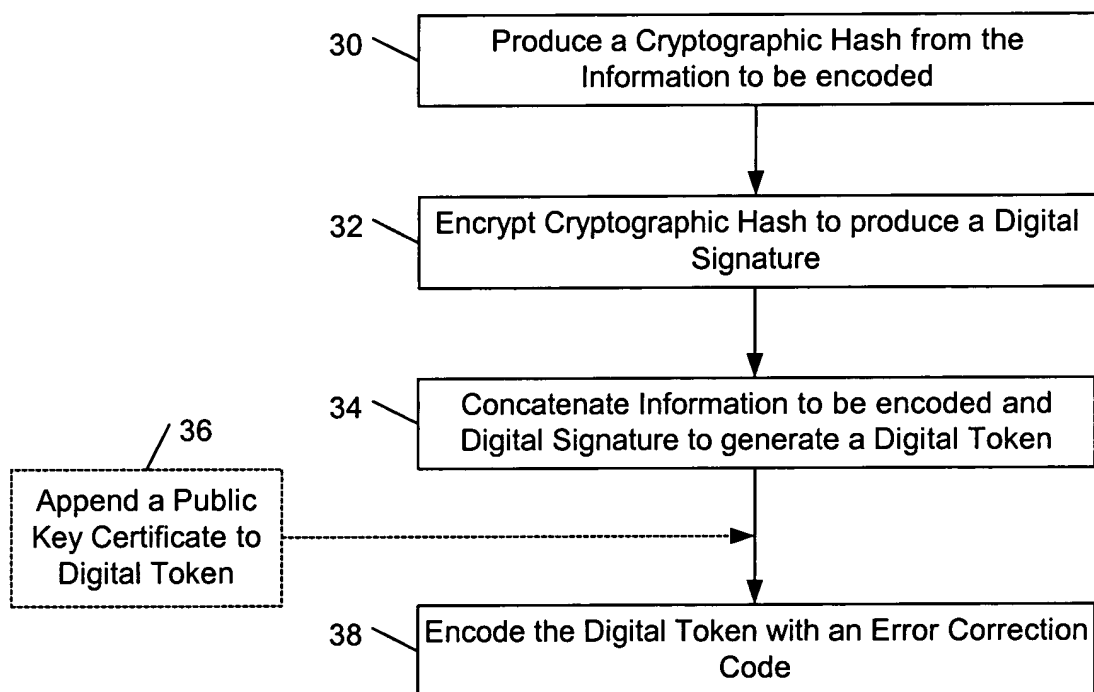 30
Produce a Cryptographic Hash from the
Information to be encoded
32
Encrypt Cryptographic Hash to produce a Digital
Signature
34
Concatenate Information to be encoded and
Digital Signature to generate a Digital Token
36
Append a Public
Key Certificate to
Digital Token
38
Encode the Digital Token with an Error Correction
Code